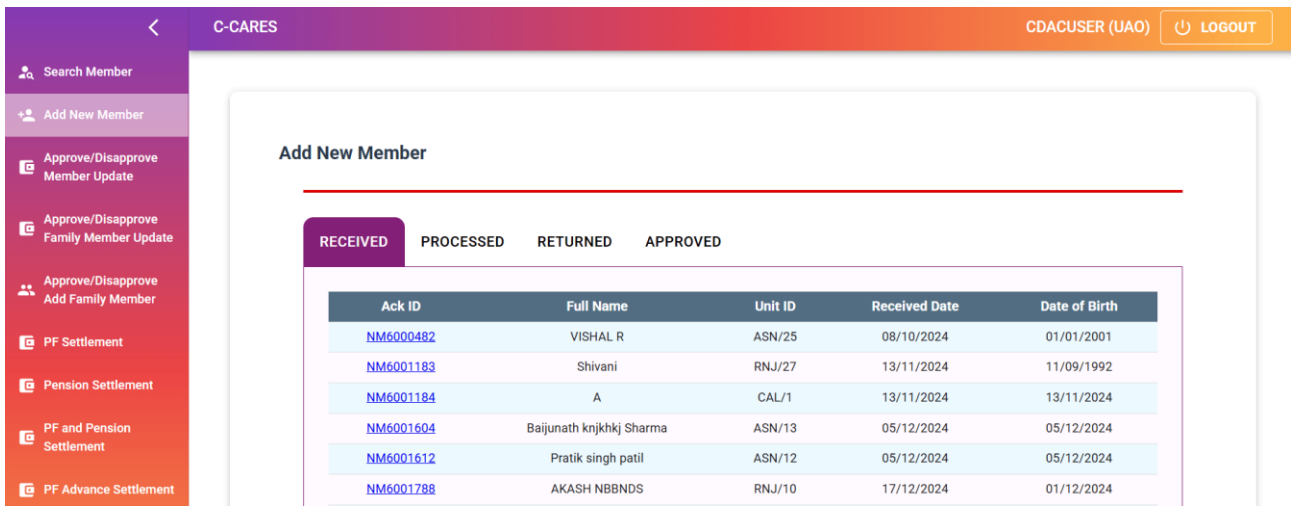 C-CARES
CDACUSER (UAO)
LOGOUT
Search Member
Add New Member
Approve/Disapprove
Member Update
Approve/Disapprove
Family Member Update
Approve/Disapprove
Add Family Member
PF Settlement
Pension Settlement
PF and Pension
Settlement
PF Advance Settlement
Add New Member
RECEIVED PROCESSED RETURNED APPROVED
Ack ID Full Name Unit ID Received Date Date of Birth
NM6000482 VISHAL R ASN/25 08/10/2024 01/01/2001
NM6001183 Shivani RNJ/27 13/11/2024 11/09/1992
NM6001184 A CAL/1 13/11/2024 13/11/2024
NM6001604 Baijunath knjkhkj Sharma ASN/13 05/12/2024 05/12/2024
NM6001612 Pratik singh patil ASN/12 05/12/2024 05/12/2024
NM6001788 AKASH NBBNDS RNJ/10 17/12/2024 01/12/2024